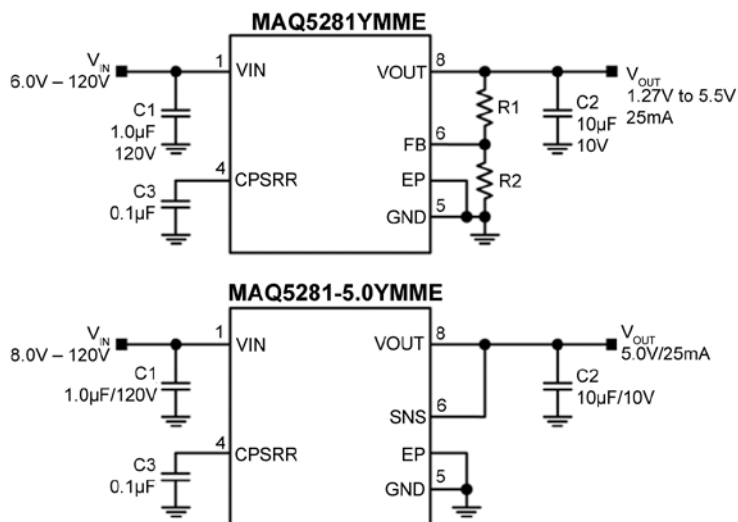 MAQ5281YMME
V_IN
6.0V – 120V
1
VIN
C1
1.0µF
120V
4
CPSRR
C3
0.1µF
VOUT
8
R1
FB
6
EP
R2
GND
5
C2
10µF
10V
V_OUT
1.27V to 5.5V
25mA
MAQ5281-5.0YMME
V_IN
8.0V – 120V
1
VIN
C1
1.0µF/120V
4
CPSRR
C3
0.1µF
VOUT
8
SNS
6
EP
GND
5
C2
10µF/10V
V_OUT
5.0V/25mA